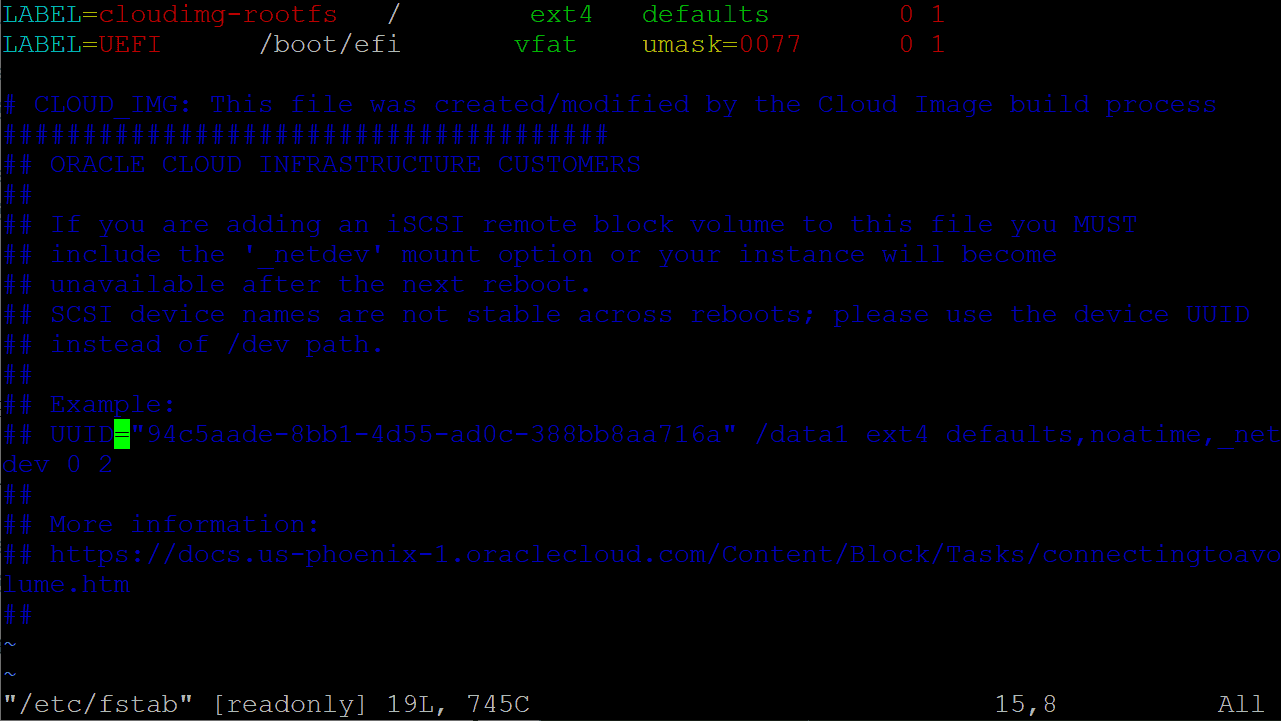 LABEL=cloudimg-rootfs   /        ext4   defaults        0 1
LABEL=UEFI      /boot/efi       vfat    umask=0077      0 1
# CLOUD_IMG: This file was created/modified by the Cloud Image build process
######################################
## ORACLE CLOUD INFRASTRUCTURE CUSTOMERS
##
## If you are adding an iSCSI remote block volume to this file you MUST
## include the '_netdev' mount option or your instance will become
## unavailable after the next reboot.
## SCSI device names are not stable across reboots; please use the device UUID
## instead of /dev path.
##
## Example:
## UUID="94c5aade-8bb1-4d55-ad0c-388bb8aa716a" /data1 ext4 defaults,noatime,_net
dev 0 2
##
## More information:
## https://docs.us-phoenix-1.oraclecloud.com/Content/Block/Tasks/connectingtoavo
lume.htm
##
~
~
"/etc/fstab" [readonly] 19L, 745C                             15,8          All